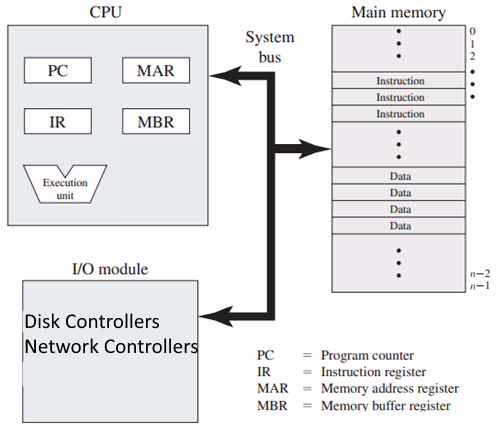 CPU
PC
MAR
IR
MBR
Execution
unit
System
bus
Main memory
0
1
2
Instruction
Instruction
Instruction
Data
Data
Data
Data
n−2
n−1
I/O module
Disk Controllers
Network Controllers
PC = Program counter
IR = Instruction register
MAR = Memory address register
MBR = Memory buffer register